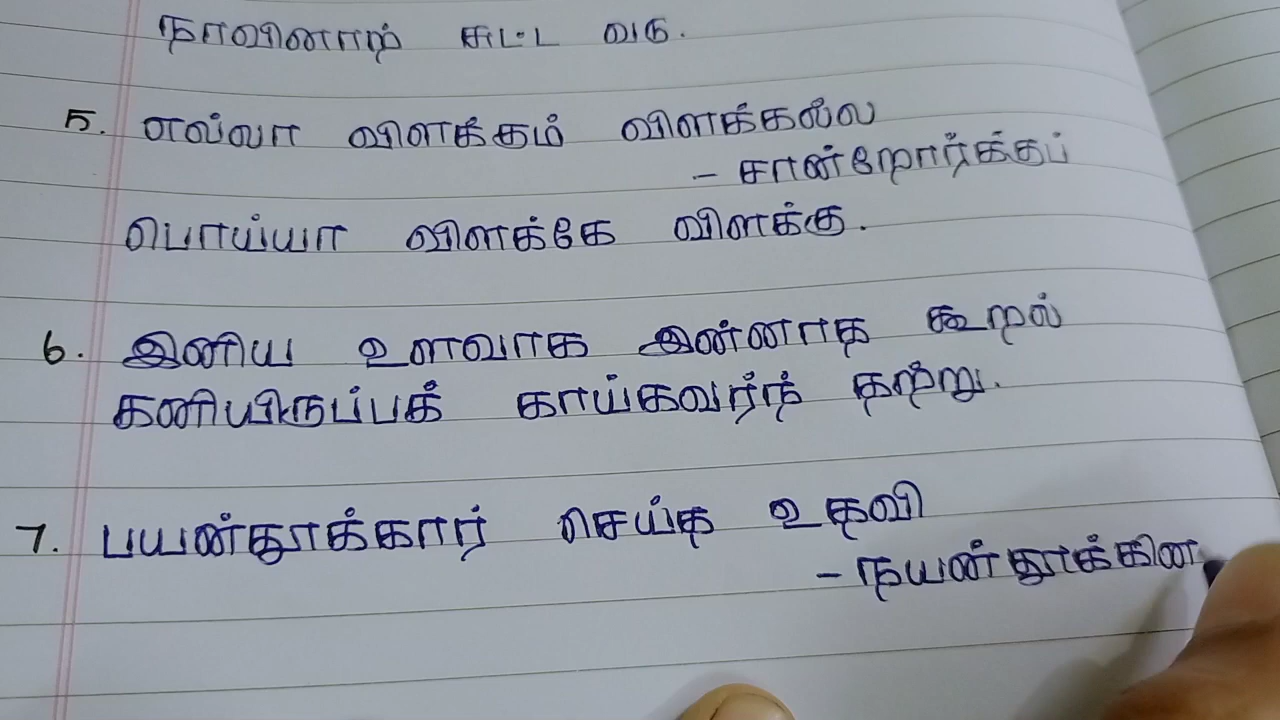 நாவினாற் சுட்ட வடு.
5. எல்லா விளக்கும் விளக்கல்ல
- சான்றோர்க்குப்
பொய்யா விளக்கே விளக்கு.
6. இனிய உளவாக இன்னாத கூறல்
கனியிருப்பக் காய்கவர்ந் தற்று.
7. பயன்தூக்கார் செய்த உதவி
- நயன்தூக்கின்